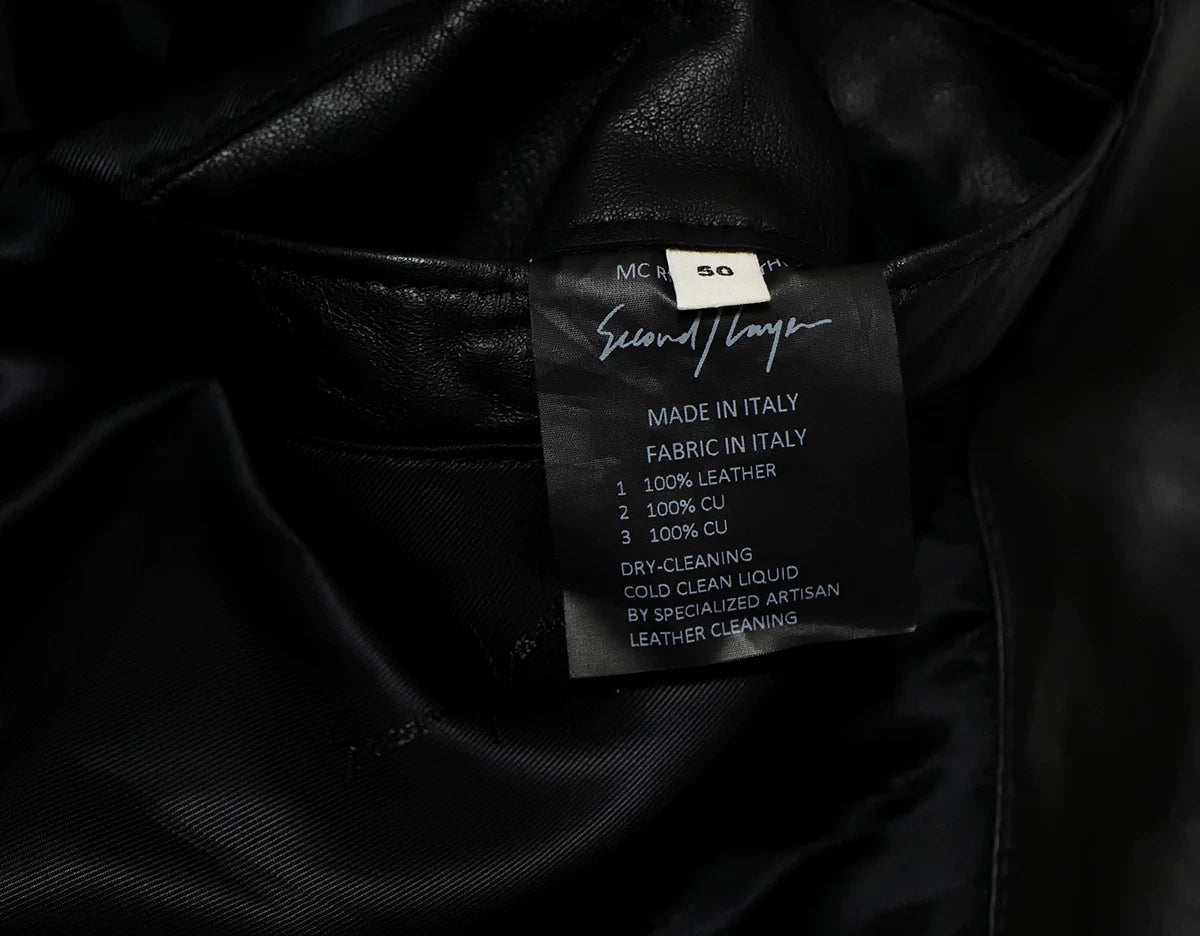 50
MC
Second/Layer
MADE IN ITALY
FABRIC IN ITALY
1 100% LEATHER
2 100% CU
3 100% CU
DRY-CLEANING
COLD CLEAN LIQUID
BY SPECIALIZED ARTISAN
LEATHER CLEANING